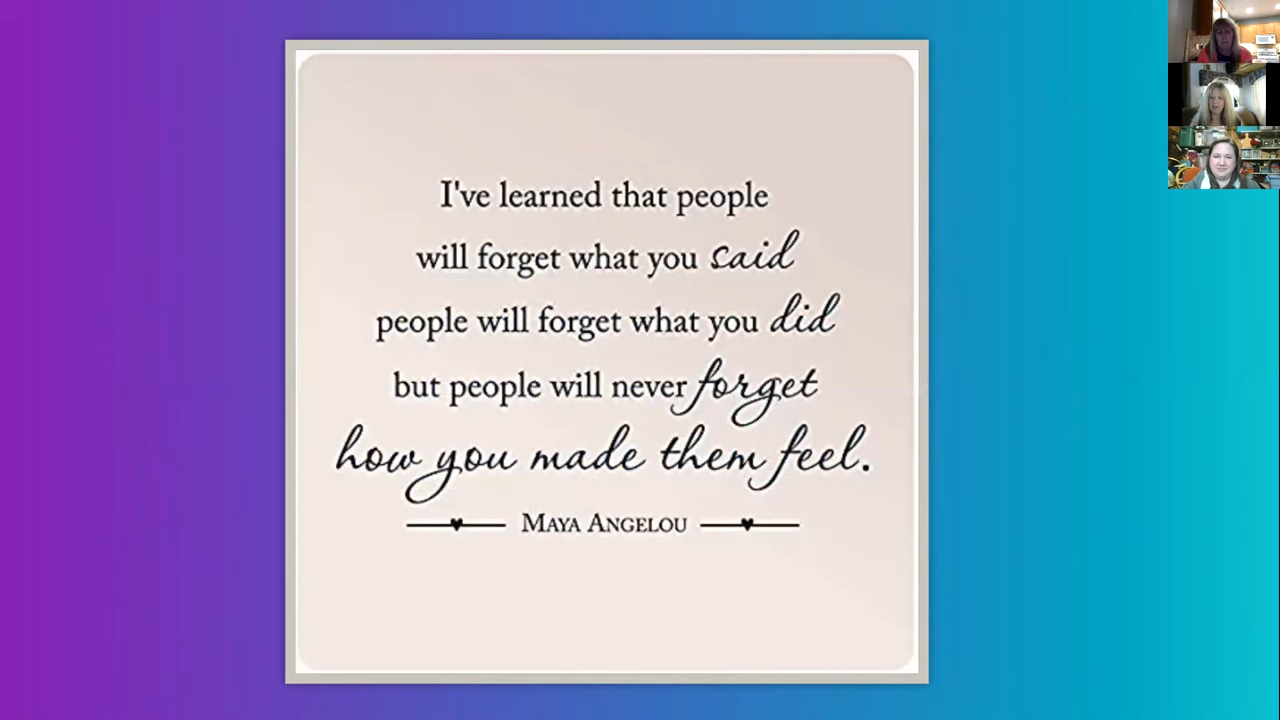 I've learned that people
will forget what you said
people will forget what you did
but people will never forget
how you made them feel.
MAYA ANGELOU